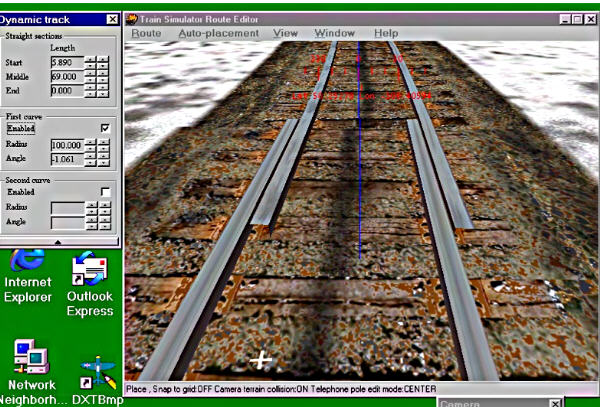 Dynamic track
Straight sections
Length
Start 5.890
Middle 69.000
End 0.000
First curve
Enabled
Radius 100.000
Angle -1.061
Second curve
Enabled
Radius
Angle
Internet
Explorer
Outlook
Express
Network
Neighborh...
DXTBmp
Train Simulator Route Editor
Route Auto-placement View Window Help
Place , Snap to grid:OFF Camera terrain collision:ON Telephone pole edit mode:CENTER
Camera